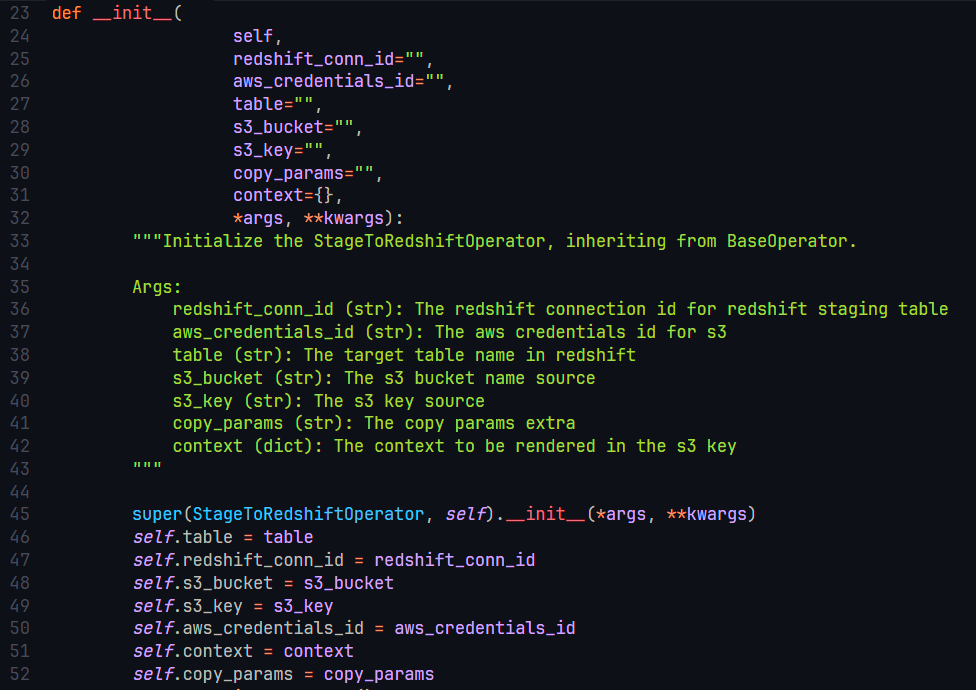 23 def __init__(
24 self,
25 redshift_conn_id="",
26 aws_credentials_id="",
27 table="",
28 s3_bucket="",
29 s3_key="",
30 copy_params="",
31 context={},
32 *args, **kwargs):
33 """Initialize the StageToRedshiftOperator, inheriting from BaseOperator.
34
35 Args:
36 redshift_conn_id (str): The redshift connection id for redshift staging table
37 aws_credentials_id (str): The aws credentials id for s3
38 table (str): The target table name in redshift
39 s3_bucket (str): The s3 bucket name source
40 s3_key (str): The s3 key source
41 copy_params (str): The copy params extra
42 context (dict): The context to be rendered in the s3 key
43 """
44
45 super(StageToRedshiftOperator, self).__init__(*args, **kwargs)
46 self.table = table
47 self.redshift_conn_id = redshift_conn_id
48 self.s3_bucket = s3_bucket
49 self.s3_key = s3_key
50 self.aws_credentials_id = aws_credentials_id
51 self.context = context
52 self.copy_params = copy_params